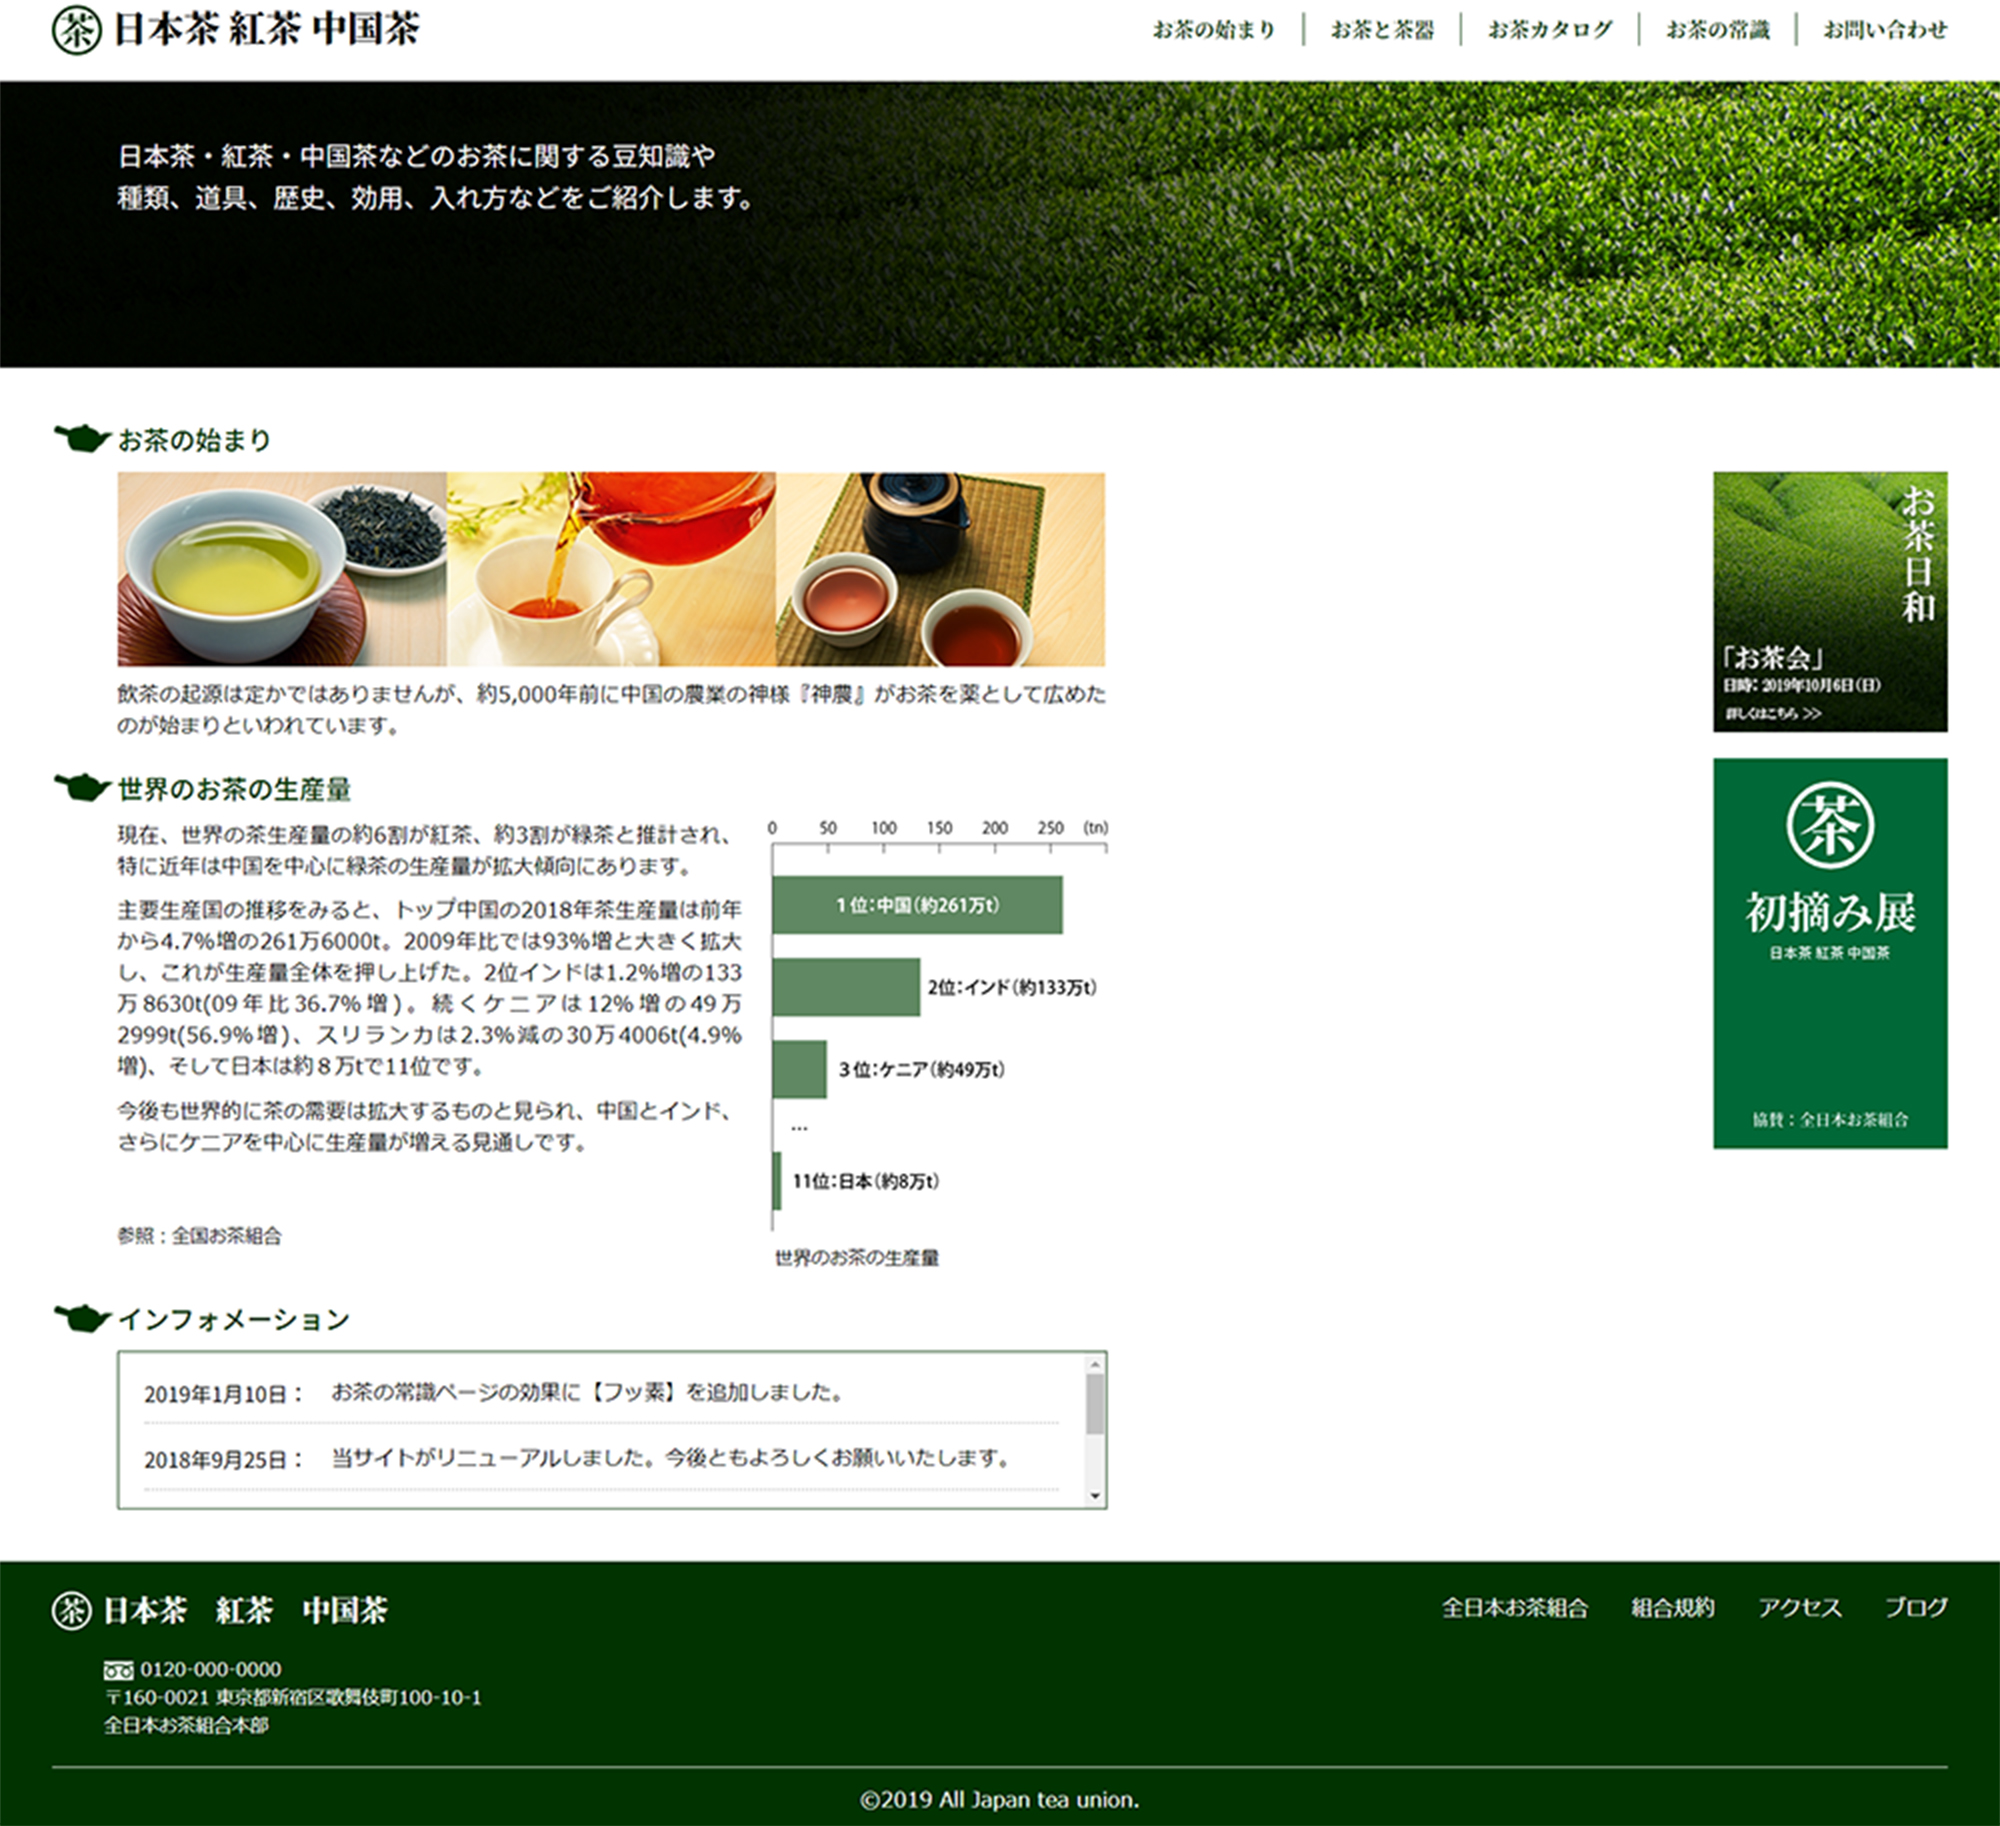 茶 日本茶 紅茶 中国茶
お茶の始まり
お茶と茶器
お茶カタログ
お茶の常識
お問い合わせ
日本茶・紅茶・中国茶などのお茶に関する豆知識や
種類、道具、歴史、効用、入れ方などをご紹介します。
お茶の始まり
飲茶の起源は定かではありませんが、約5,000年前に中国の農業の神様『神農』がお茶を薬として広めた
のが始まりといわれています。
世界のお茶の生産量
現在、世界の茶生産量の約6割が紅茶、約3割が緑茶と推計され、
特に近年は中国を中心に緑茶の生産量が拡大傾向にあります。
主要生産国の推移をみると、トップ中国の2018年茶生産量は前年
から4.7%増の261万6000t。2009年比では93%増と大きく拡大
し、これが生産量全体を押し上げた。2位インドは1.2%増の133
万8630t(09年比36.7%増)。続くケニアは12%増の49万
2999t(56.9%増)、スリランカは2.3%減の30万4006t(4.9%
増)、そして日本は約８万tで11位です。
今後も世界的に茶の需要は拡大するものと見られ、中国とインド、
さらにケニアを中心に生産量が増える見通しです。
参照：全国お茶組合
0 50 100 150 200 250 (tn)
1位：中国（約261万t）
2位：インド（約133万t）
3位：ケニア（約49万t）
…
11位：日本（約8万t）
世界のお茶の生産量
インフォメーション
2019年1月10日： お茶の常識ページの効果に【フッ素】を追加しました。
2018年9月25日： 当サイトがリニューアルしました。今後ともよろしくお願いいたします。
お茶日和
「お茶会」
日時：2019年10月6日（日）
詳しくはこちら >>
茶
初摘み展
日本茶 紅茶 中国茶
協賛：全日本お茶組合
茶 日本茶　紅茶　中国茶
0120-000-0000
〒160-0021 東京都新宿区歌舞伎町100-10-1
全日本お茶組合本部
全日本お茶組合
組合規約
アクセス
ブログ
©2019 All Japan tea union.